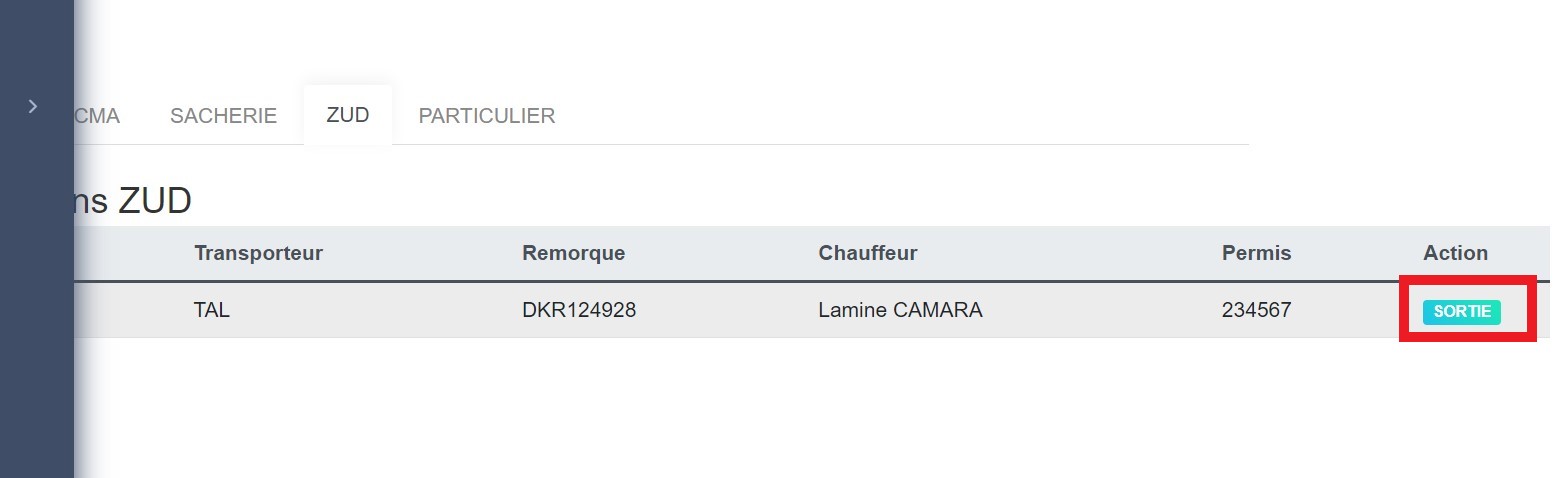 CMA SACHERIE ZUD PARTICULIER
ns ZUD
Transporteur Remorque Chauffeur Permis Action
TAL DKR124928 Lamine CAMARA 234567 SORTIE